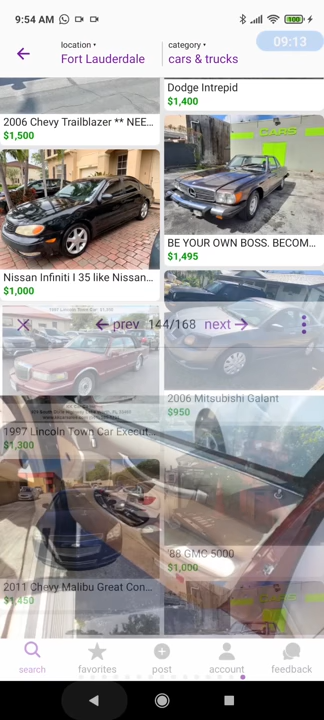 9:54 AM
100
09:13
location •
Fort Lauderdale
category •
cars & trucks
2006 Chevy Trailblazer ** NEE...
$1,500
Dodge Intrepid
$1,400
CARS
Nissan Infiniti I 35 like Nissan...
$1,000
BE YOUR OWN BOSS. BECOM...
$1,495
prev 144/168 next
1997 Lincoln Town Car Execut...
$1,300
2006 Mitsubishi Galant
$950
2011 Chevy Malibu Great Con...
$1,450
'88 GMC 5000
$1,000
search
favorites
post
account
feedback